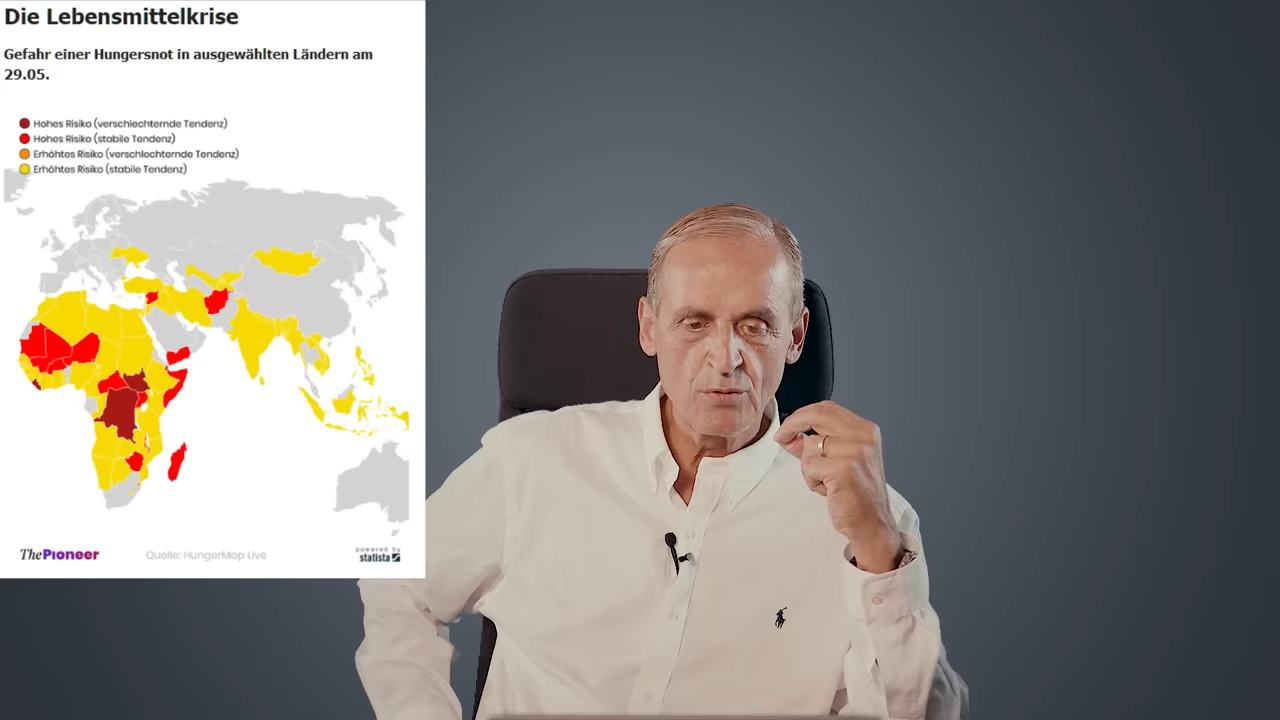 Die Lebensmittelkrise
Gefahr einer Hungersnot in ausgewählten Ländern am
29.05.
Hohes Risiko (verschlechternde Tendenz)
Hohes Risiko (stabile Tendenz)
Erhöhtes Risiko (verschlechternde Tendenz)
Erhöhtes Risiko (stabile Tendenz)
ThePioneer
Quelle: HungerMap Live
powered by
statista